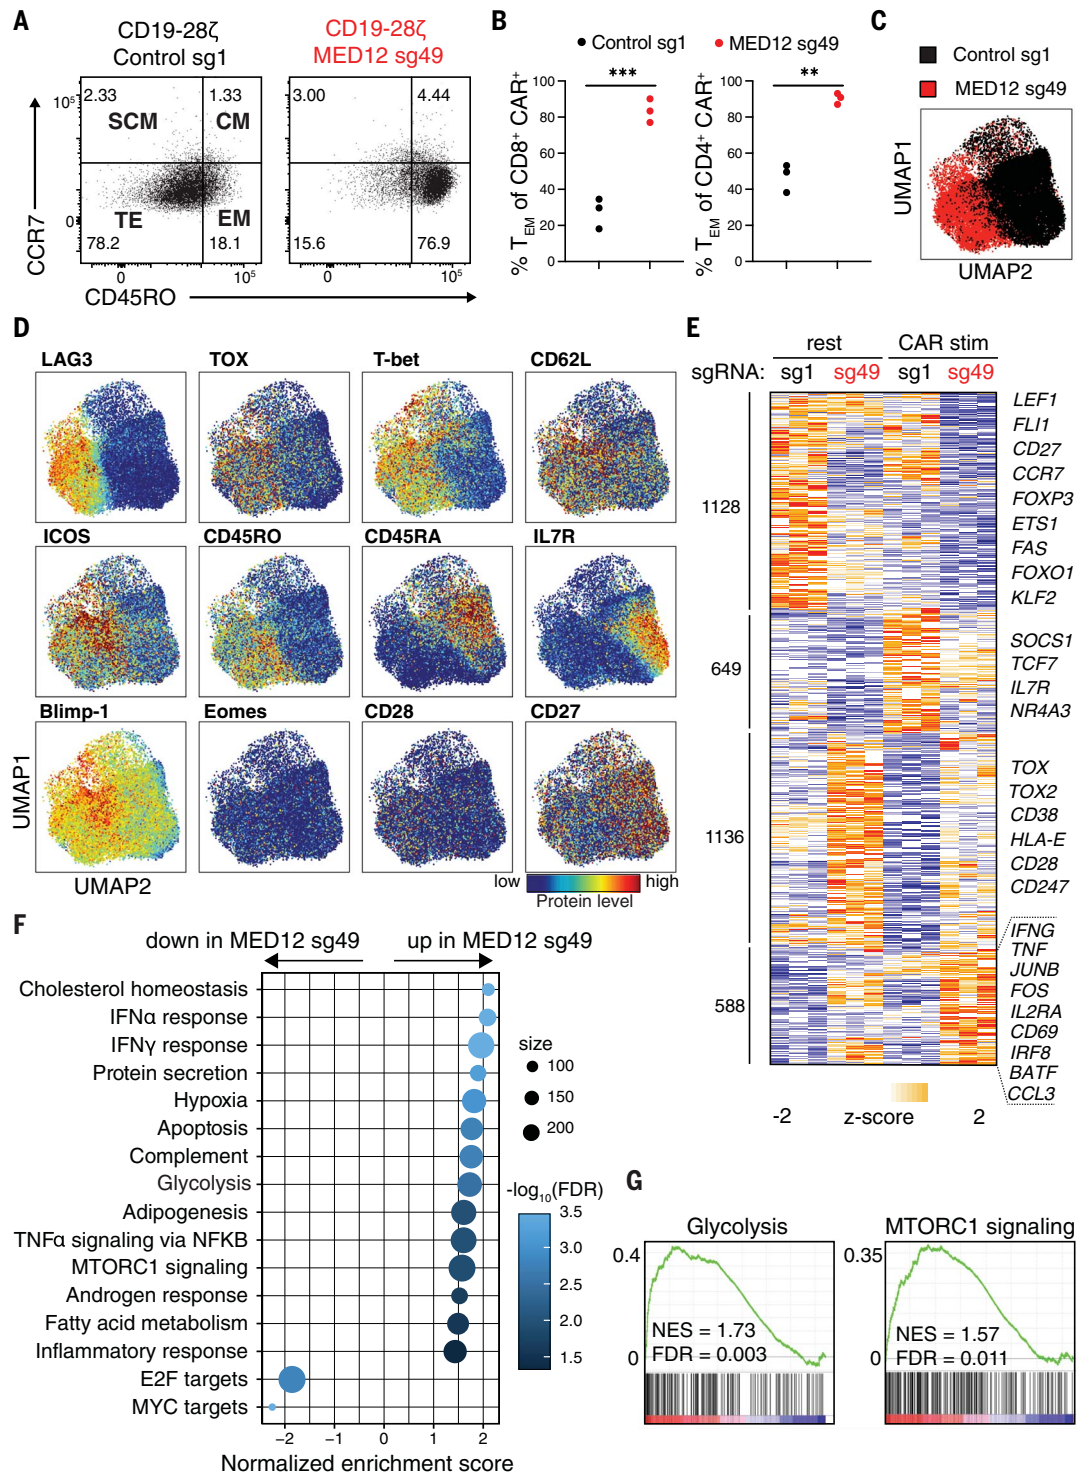 A
CD19-28ζ
Control sg1
CD19-28ζ
MED12 sg49
10⁵
0
2.33
1.33
SCM
CM
TE
EM
78.2
18.1
3.00
4.44
15.6
76.9
0
10⁵
0
10⁵
CCR7
CD45RO
B
Control sg1
MED12 sg49
***
**
100
80
60
40
20
0
% T_EM of CD8⁺ CAR⁺
100
80
60
40
20
0
% T_EM of CD4⁺ CAR⁺
C
Control sg1
MED12 sg49
UMAP1
UMAP2
D
LAG3
TOX
T-bet
CD62L
ICOS
CD45RO
CD45RA
IL7R
Blimp-1
Eomes
CD28
CD27
UMAP1
UMAP2
low
high
Protein level
E
rest
CAR stim
sgRNA:
sg1
sg49
sg1
sg49
1128
649
1136
588
LEF1
FLI1
CD27
CCR7
FOXP3
ETS1
FAS
FOXO1
KLF2
SOCS1
TCF7
IL7R
NR4A3
TOX
TOX2
CD38
HLA-E
CD28
CD247
IFNG
TNF
JUNB
FOS
IL2RA
CD69
IRF8
BATF
CCL3
-2
z-score
2
F
down in MED12 sg49
up in MED12 sg49
Cholesterol homeostasis
IFNα response
IFNγ response
Protein secretion
Hypoxia
Apoptosis
Complement
Glycolysis
Adipogenesis
TNFα signaling via NFKB
MTORC1 signaling
Androgen response
Fatty acid metabolism
Inflammatory response
E2F targets
MYC targets
−2
−1
0
1
2
Normalized enrichment score
size
100
150
200
-log₁₀(FDR)
3.5
3.0
2.5
2.0
1.5
G
Glycolysis
0.4
0
NES = 1.73
FDR = 0.003
MTORC1 signaling
0.35
0
NES = 1.57
FDR = 0.011